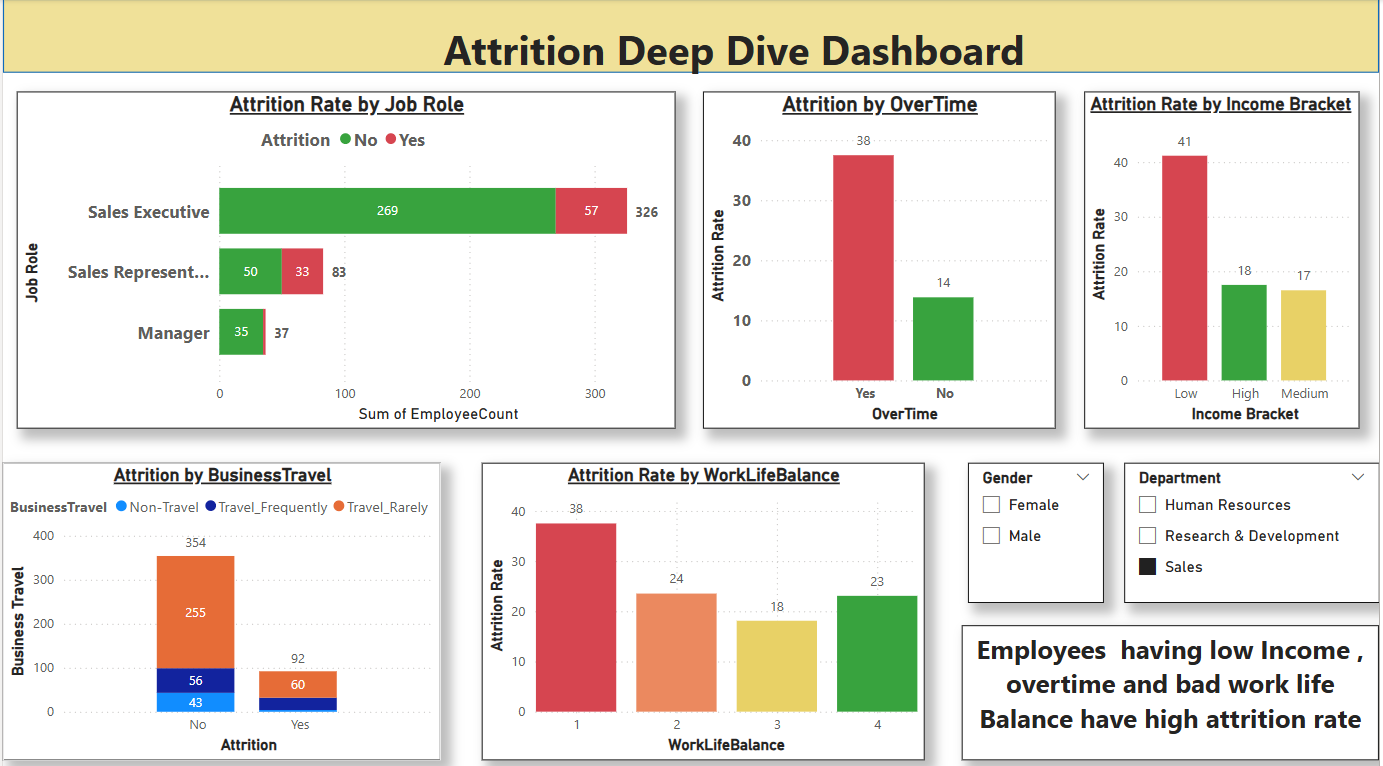 Attrition Deep Dive Dashboard
Attrition Rate by Job Role
Attrition No Yes
Job Role
Sales Executive 269 57 326
Sales Represent... 50 33 83
Manager 35 37
0 100 200 300
Sum of EmployeeCount
Attrition by OverTime
Attrition Rate
40
30
20
10
0
38
14
Yes No
OverTime
Attrition Rate by Income Bracket
Attrition Rate
40
30
20
10
0
41
18
17
Low High Medium
Income Bracket
Attrition by BusinessTravel
BusinessTravel Non-Travel Travel_Frequently Travel_Rarely
Business Travel
400
300
200
100
0
354
255
56
43
92
60
No Yes
Attrition
Attrition Rate by WorkLifeBalance
Attrition Rate
40
30
20
10
0
38
24
18
23
1 2 3 4
WorkLifeBalance
Gender
Female
Male
Department
Human Resources
Research & Development
Sales
Employees having low Income ,
overtime and bad work life
Balance have high attrition rate